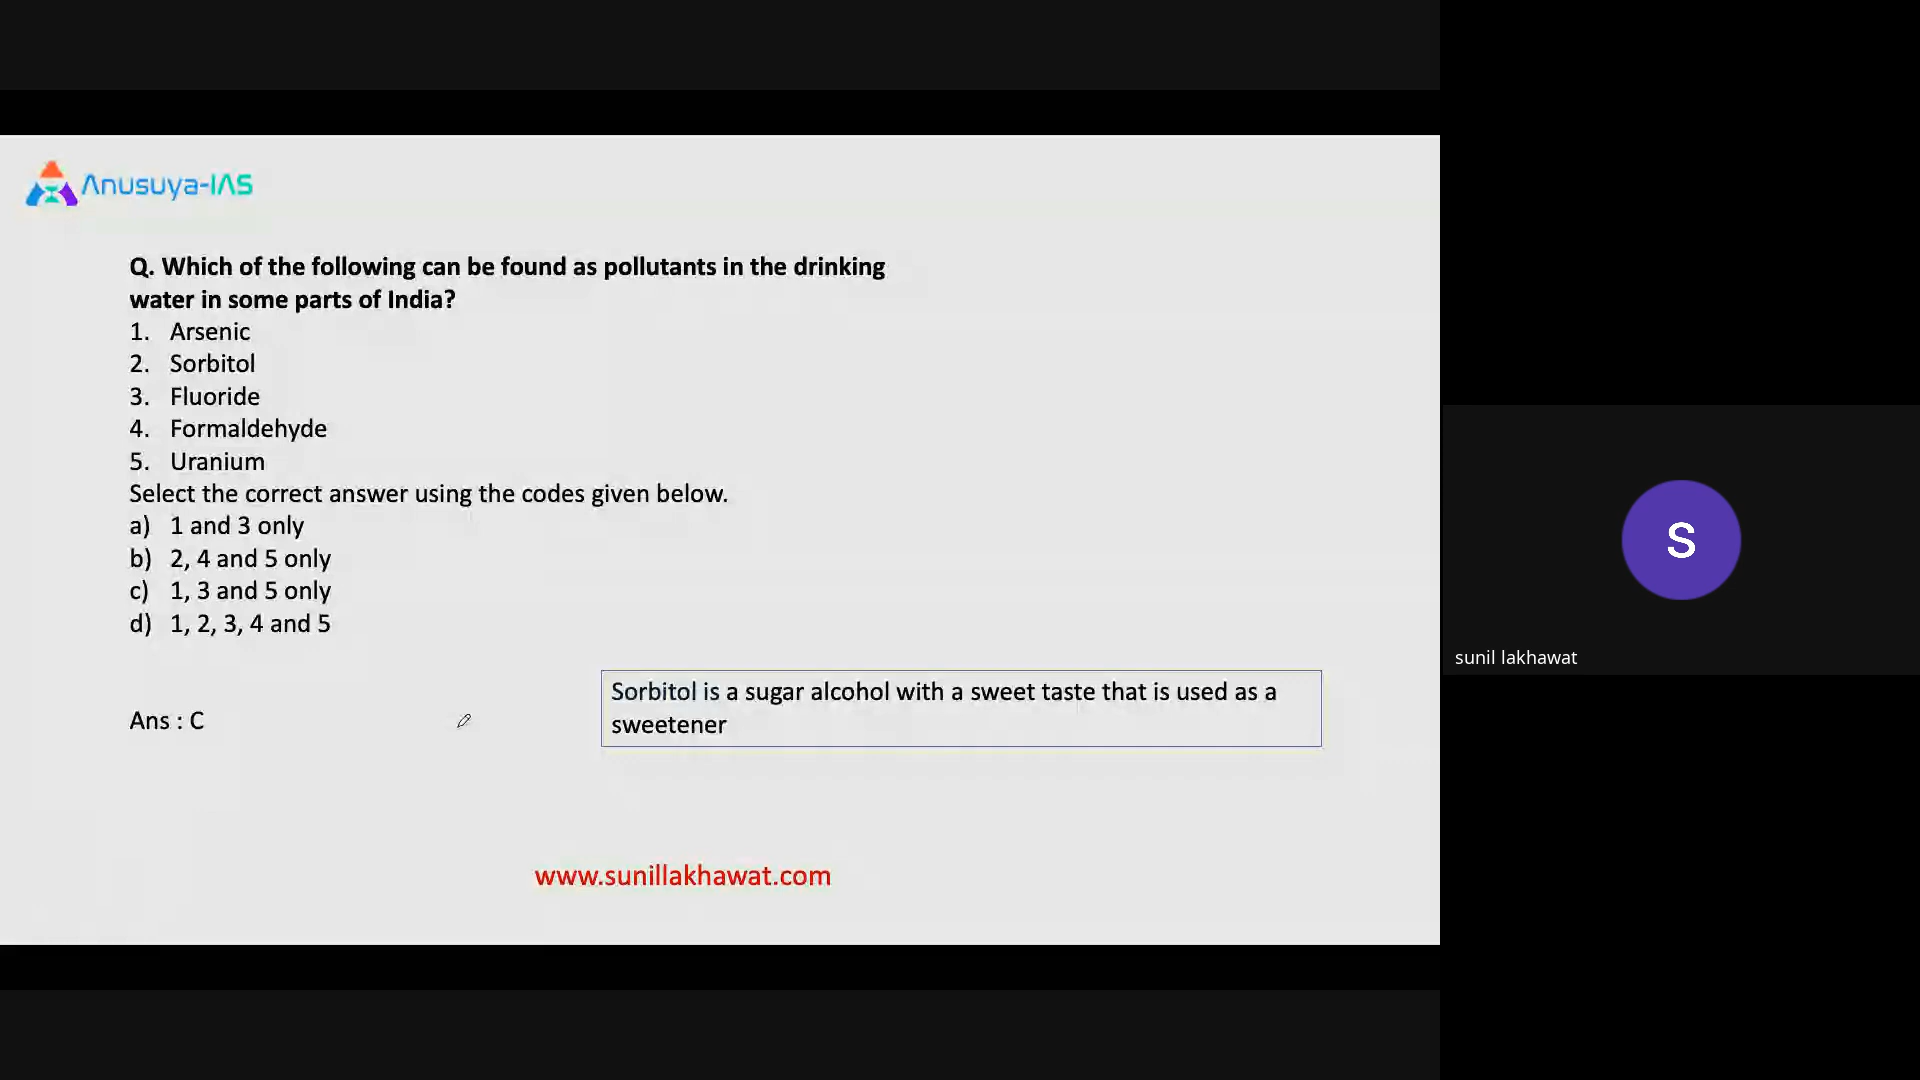 Anusuya-IAS
Q. Which of the following can be found as pollutants in the drinking
water in some parts of India?
1. Arsenic
2. Sorbitol
3. Fluoride
4. Formaldehyde
5. Uranium
Select the correct answer using the codes given below.
a) 1 and 3 only
b) 2, 4 and 5 only
c) 1, 3 and 5 only
d) 1, 2, 3, 4 and 5
Sorbitol is a sugar alcohol with a sweet taste that is used as a
sweetener
Ans : C
www.sunillakhawat.com
S
sunil lakhawat